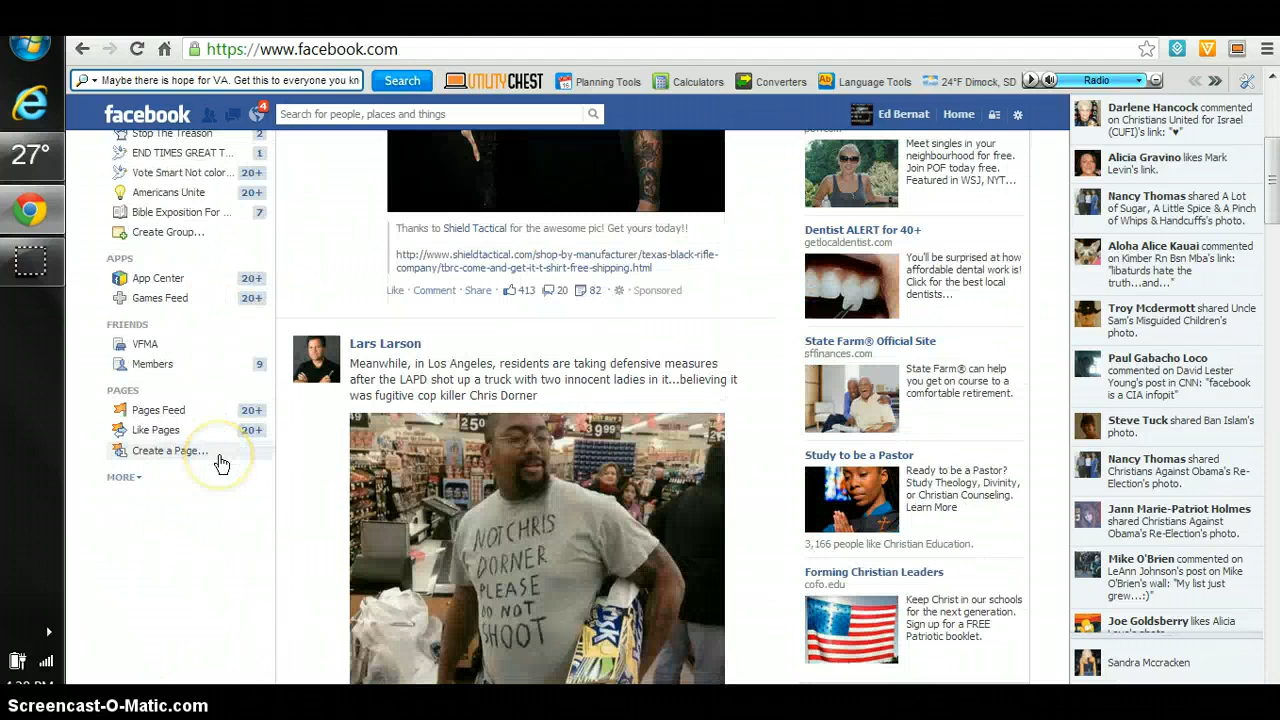 https://www.facebook.com
Maybe there is hope for VA. Get this to everyone you kn
Search
UTILITYCHEST
Planning Tools
Calculators
Converters
Language Tools
24°F Dimock, SD
Radio
facebook
4
Search for people, places and things
Ed Bernat
Home
27°
Stop The Treason
2
END TIMES GREAT T...
1
Vote Smart Not color...
20+
Americans Unite
20+
Bible Exposition For ...
7
Create Group...
APPS
App Center
20+
Games Feed
20+
FRIENDS
VFMA
Members
9
PAGES
Pages Feed
20+
Like Pages
20+
Create a Page...
MORE
Thanks to Shield Tactical for the awesome pic! Get yours today!!
http://www.shieldtactical.com/shop-by-manufacturer/texas-black-rifle-
company/tbrc-come-and-get-it-t-shirt-free-shipping.html
Like · Comment · Share · 413 20 82 · Sponsored
Lars Larson
Meanwhile, in Los Angeles, residents are taking defensive measures
after the LAPD shot up a truck with two innocent ladies in it...believing it
was fugitive cop killer Chris Dorner
NOT CHRIS
DORNER
PLEASE
DO NOT
SHOOT
Meet singles in your
neighbourhood for free.
Join POF today free.
Featured in WSJ, NYT...
Dentist ALERT for 40+
getlocaldentist.com
You'll be surprised at how
affordable dental work is!
Click for the best local
dentists...
State Farm® Official Site
sffinances.com
State Farm® can help
you get on course to a
comfortable retirement.
Study to be a Pastor
Ready to be a Pastor?
Study Theology, Divinity,
or Christian Counseling.
Learn More
3,166 people like Christian Education.
Forming Christian Leaders
cofo.edu
Keep Christ in our schools
for the next generation.
Sign up for a FREE
Patriotic booklet.
Darlene Hancock
commented on Christians United for
Israel (CUFI)'s link: "♥"
Alicia Gravino likes Mark
Levin's link.
Nancy Thomas shared A Lot
of Sugar, A Little Spice & A Pinch
of Whips & Handcuffs's photo.
Aloha Alice Kauai commented
on Kimber Rn Bsn Mba's link:
"libaturds hate the
truth...and..."
Troy Mcdermott shared Uncle
Sam's Misguided Children's
photo.
Paul Gabacho Loco
commented on David Lester
Young's post in CNN: "facebook
is a CIA infopit"
Steve Tuck shared Ban Islam's
photo.
Nancy Thomas shared
Christians Against Obama's Re-
Election's photo.
Jann Marie-Patriot Holmes
shared Christians Against
Obama's Re-Election's photo.
Mike O'Brien commented on
LeAnn Johnson's post on Mike
O'Brien's wall: "My list just
grew...:)"
Joe Goldsberry likes Alicia
Sandra Mccracken
Screencast-O-Matic.com